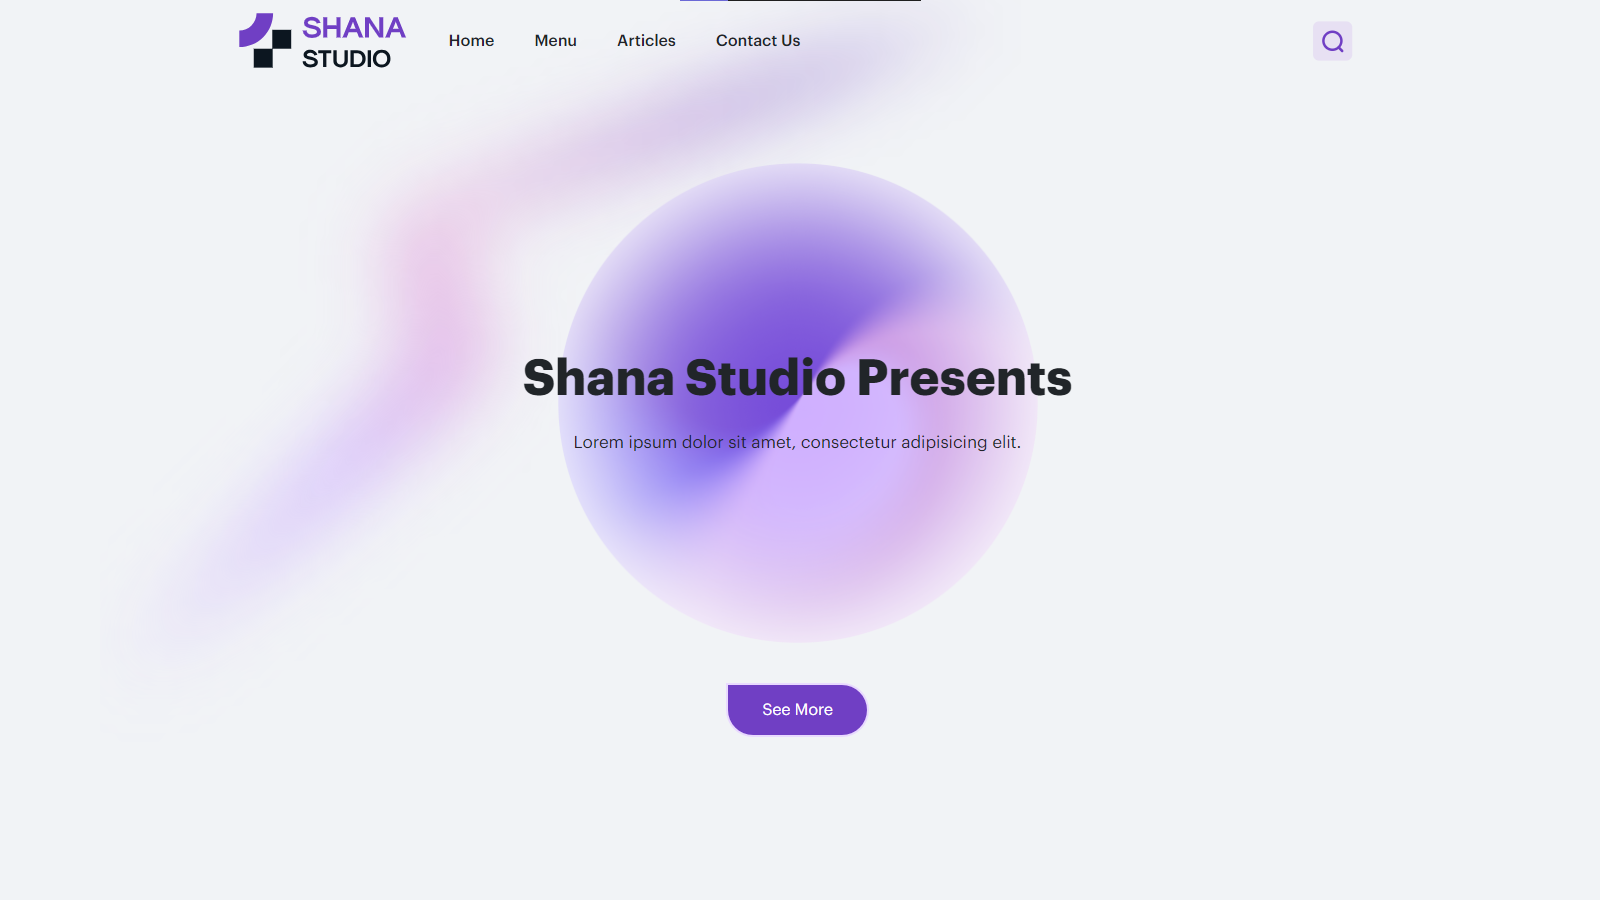 SHANA
STUDIO
Home
Menu
Articles
Contact Us
Shana Studio Presents
Lorem ipsum dolor sit amet, consectetur adipisicing elit.
See More